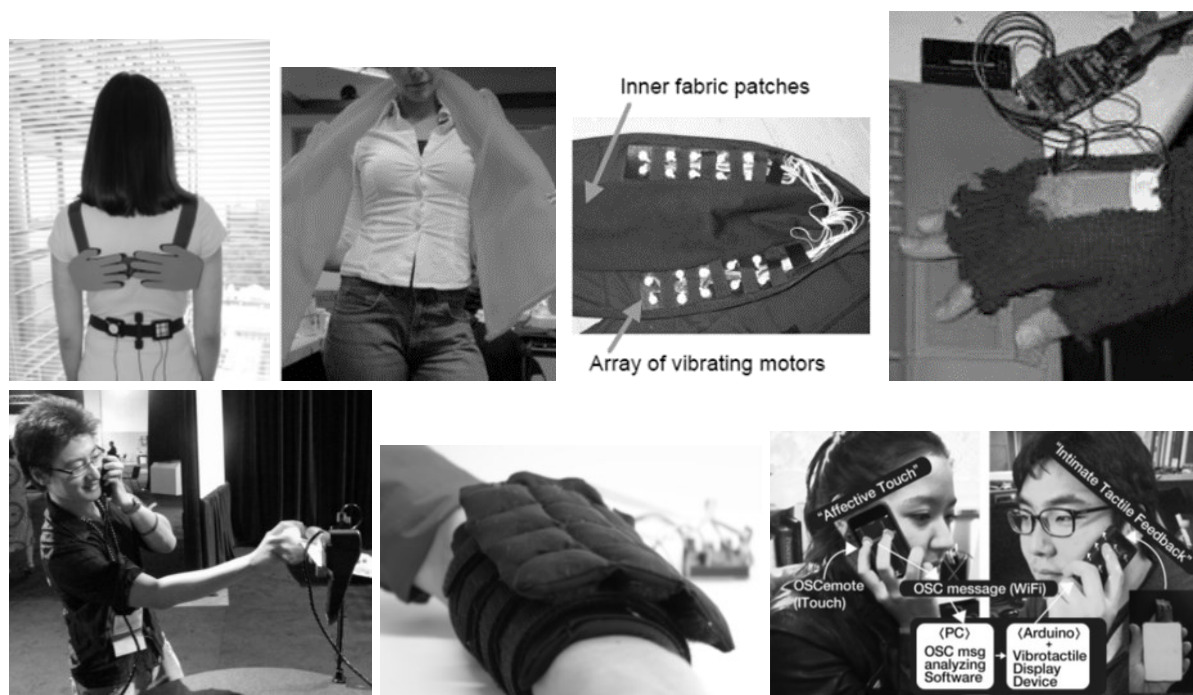 Inner fabric patches
Array of vibrating motors
"Affective Touch"
"Intimate Tactile Feedback"
OSCemote
(ITouch)
OSC message (WiFi)
〈PC〉
OSC msg
analyzing
Software
〈Arduino〉
+
Vibrotactile
Display
Device